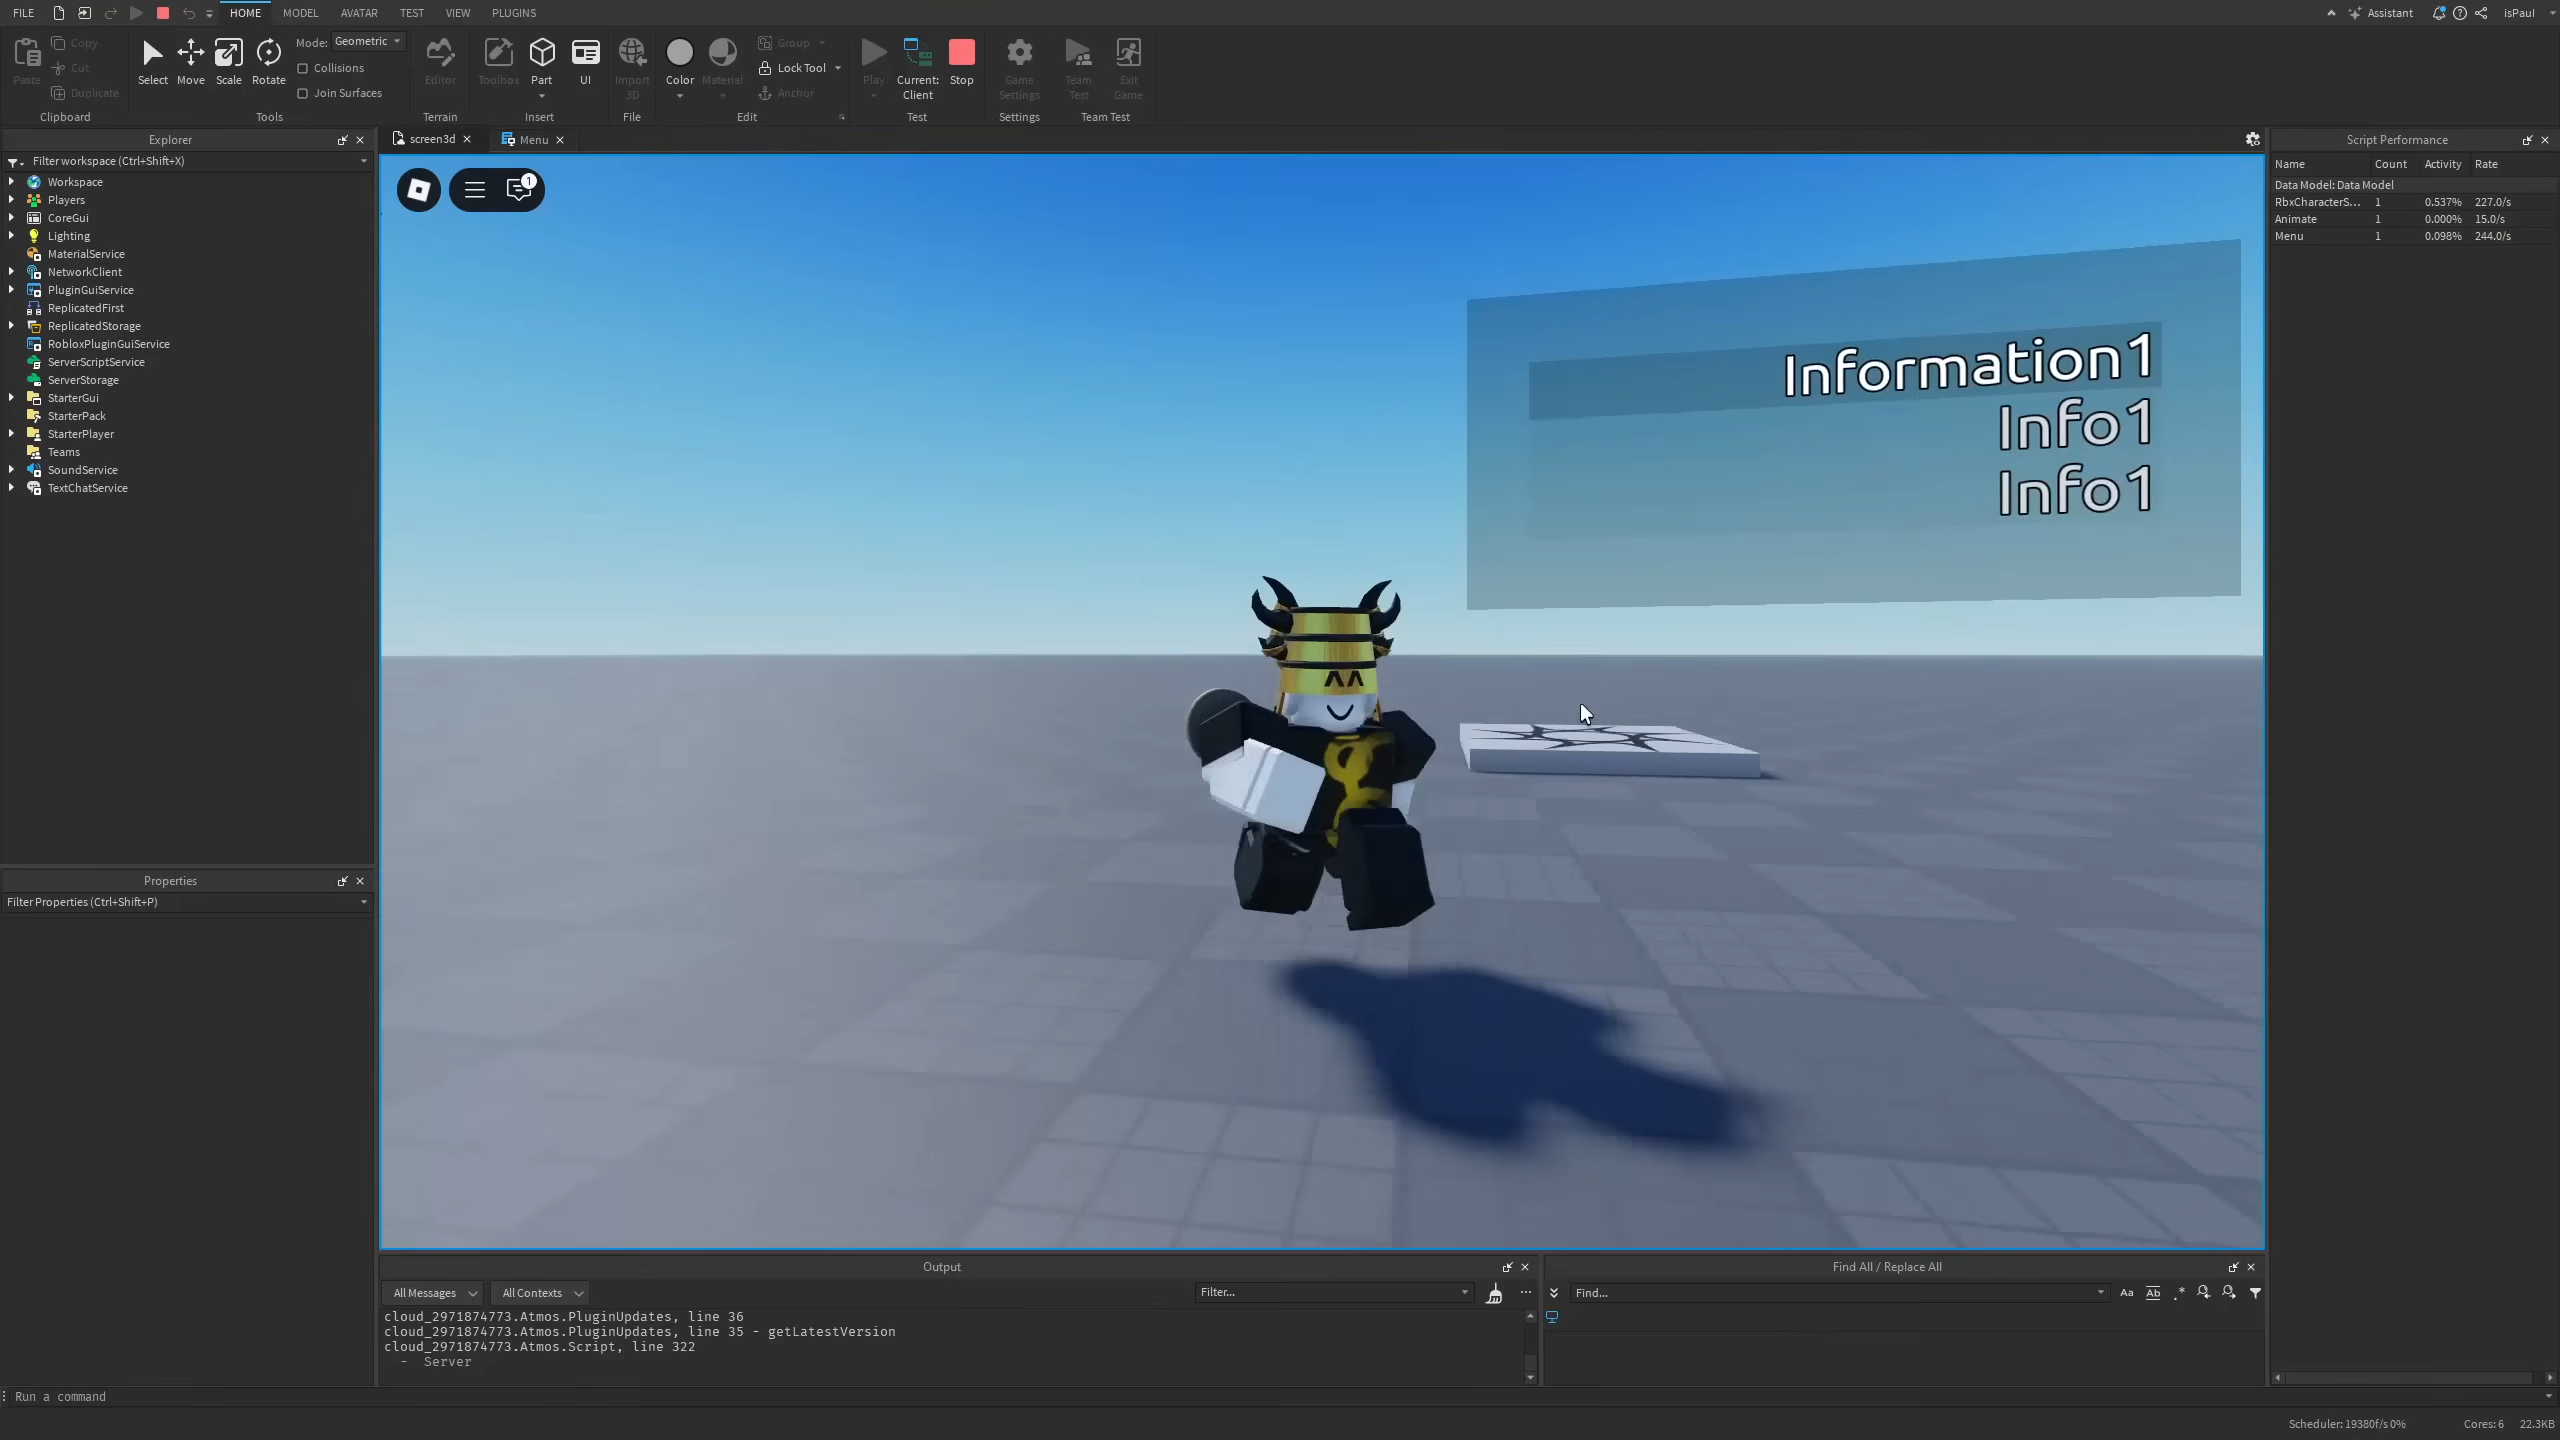 FILE HOME MODEL AVATAR TEST VIEW PLUGINS Assistant isPaul
Paste Copy Cut Duplicate Clipboard
Select Move Scale Rotate Mode: Geometric Collisions Join Surfaces Tools
Editor Terrain
Toolbox Part UI Insert
Import 3D File
Color Material Group Lock Tool Anchor Edit
Play Current: Client Stop Test
Game Settings Settings
Team Test Exit Game Team Test
Explorer
Filter workspace (Ctrl+Shift+X)
Workspace
Players
CoreGui
Lighting
MaterialService
NetworkClient
PluginGuiService
ReplicatedFirst
ReplicatedStorage
RobloxPluginGuiService
ServerScriptService
ServerStorage
StarterGui
StarterPack
StarterPlayer
Teams
SoundService
TextChatService
Properties
Filter Properties (Ctrl+Shift+P)
screen3d Menu
1
Information1
Info1
Info1
Script Performance
Name Count Activity Rate
Data Model: Data Model
RbxCharacterS... 1 0.537% 227.0/s
Animate 1 0.000% 15.0/s
Menu 1 0.098% 244.0/s
Output
All Messages All Contexts Filter...
cloud_2971874773.Atmos.PluginUpdates, line 36
cloud_2971874773.Atmos.PluginUpdates, line 35 - getLatestVersion
cloud_2971874773.Atmos.Script, line 322
- Server
Find All / Replace All
Find... Aa Ab .*
Run a command
Scheduler: 19380f/s 0% Cores: 6 22.3KB